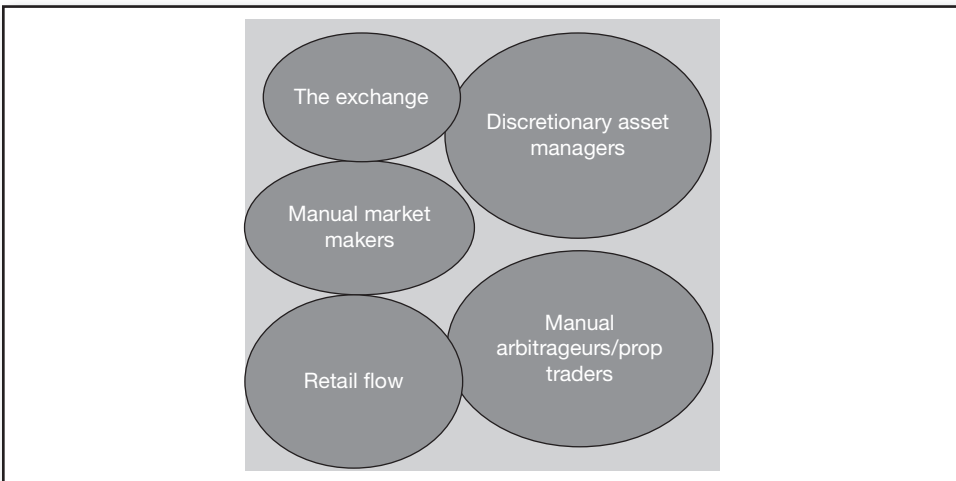 The exchange
Discretionary asset
managers
Manual market
makers
Manual
arbitrageurs/prop
traders
Retail flow